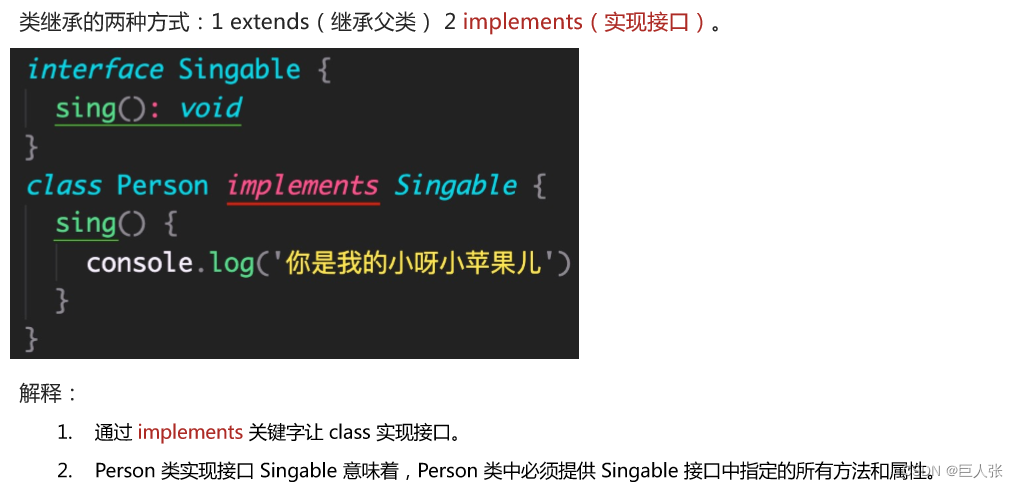 类继承的两种方式：1 extends（继承父类） 2 implements（实现接口）。
interface Singable {
sing(): void
}
class Person implements Singable {
sing() {
console.log('你是我的小呀小苹果儿')
}
}
解释：
1. 通过 implements 关键字让 class 实现接口。
2. Person 类实现接口 Singable 意味着，Person 类中必须提供 Singable 接口中指定的所有方法和属性。
@巨人张